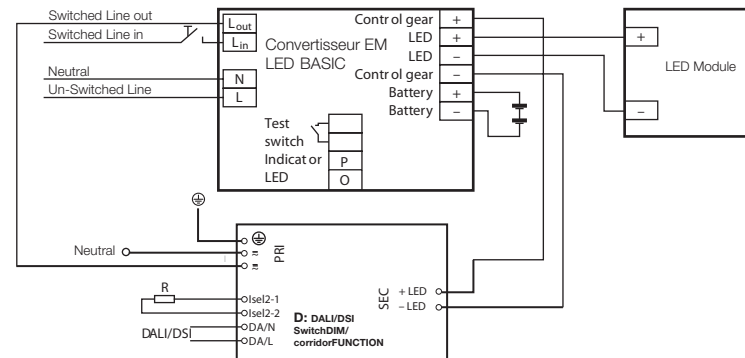 Switched Line out
Switched Line in
Neutral
Un-Switched Line
Lout
Lin
N
L
Convertisseur EM
LED BASIC
Control gear +
LED +
LED –
Control gear –
Battery +
Battery –
Test
switch
Indicator
LED
P
O
+
LED Module
–
Neutral
PRI
R
Isel2-1
Isel2-2
DALI/DSI
DA/N
DA/L
D: DALI/DSI
SwitchDIM/
corridorFUNCTION
SEC
+ LED
– LED